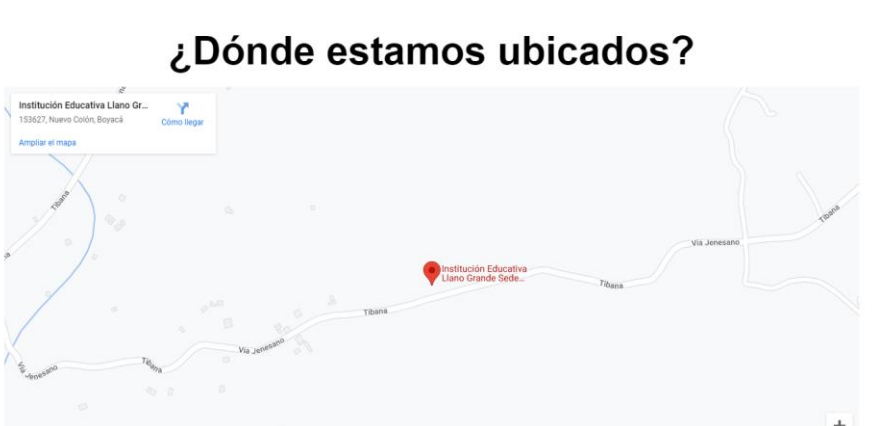 ¿Dónde estamos ubicados?
Institución Educativa Llano Gr...
153627, Nuevo Colón, Boyacá
Cómo llegar
Ampliar el mapa
Tibana
Tibana
Via Jenesano
Institución Educativa
Llano Grande Sede...
Tibana
Tibana
Via Jenesano
Tibana
Via Jenesano